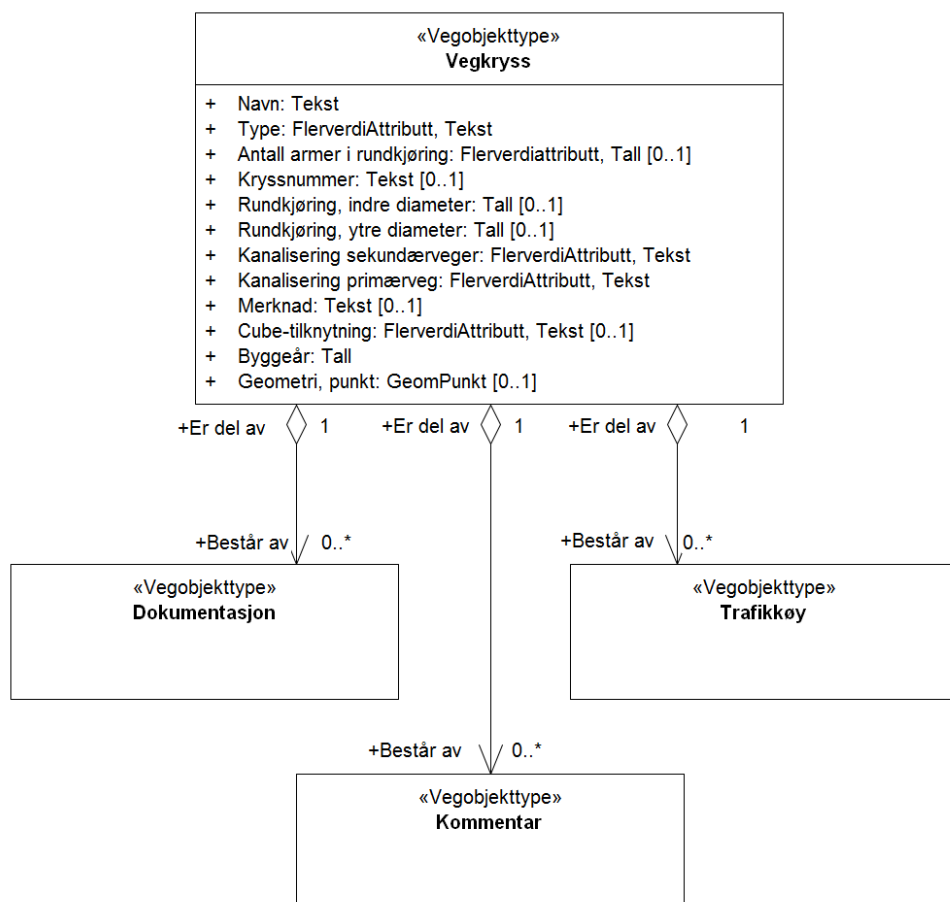 «Vegobjekttype»
Vegkryss
+ Navn: Tekst
+ Type: FlerverdiAttributt, Tekst
+ Antall armer i rundkjøring: Flerverdiattributt, Tall [0..1]
+ Kryssnummer: Tekst [0..1]
+ Rundkjøring, indre diameter: Tall [0..1]
+ Rundkjøring, ytre diameter: Tall [0..1]
+ Kanalisering sekundærveger: FlerverdiAttributt, Tekst
+ Kanalisering primærveg: FlerverdiAttributt, Tekst
+ Merknad: Tekst [0..1]
+ Cube-tilknytning: FlerverdiAttributt, Tekst [0..1]
+ Byggeår: Tall
+ Geometri, punkt: GeomPunkt [0..1]
+Er del av 1 +Er del av 1 +Er del av 1
+Består av 0..* +Består av 0..*
«Vegobjekttype»
Dokumentasjon
«Vegobjekttype»
Trafikkøy
+Består av 0..*
«Vegobjekttype»
Kommentar